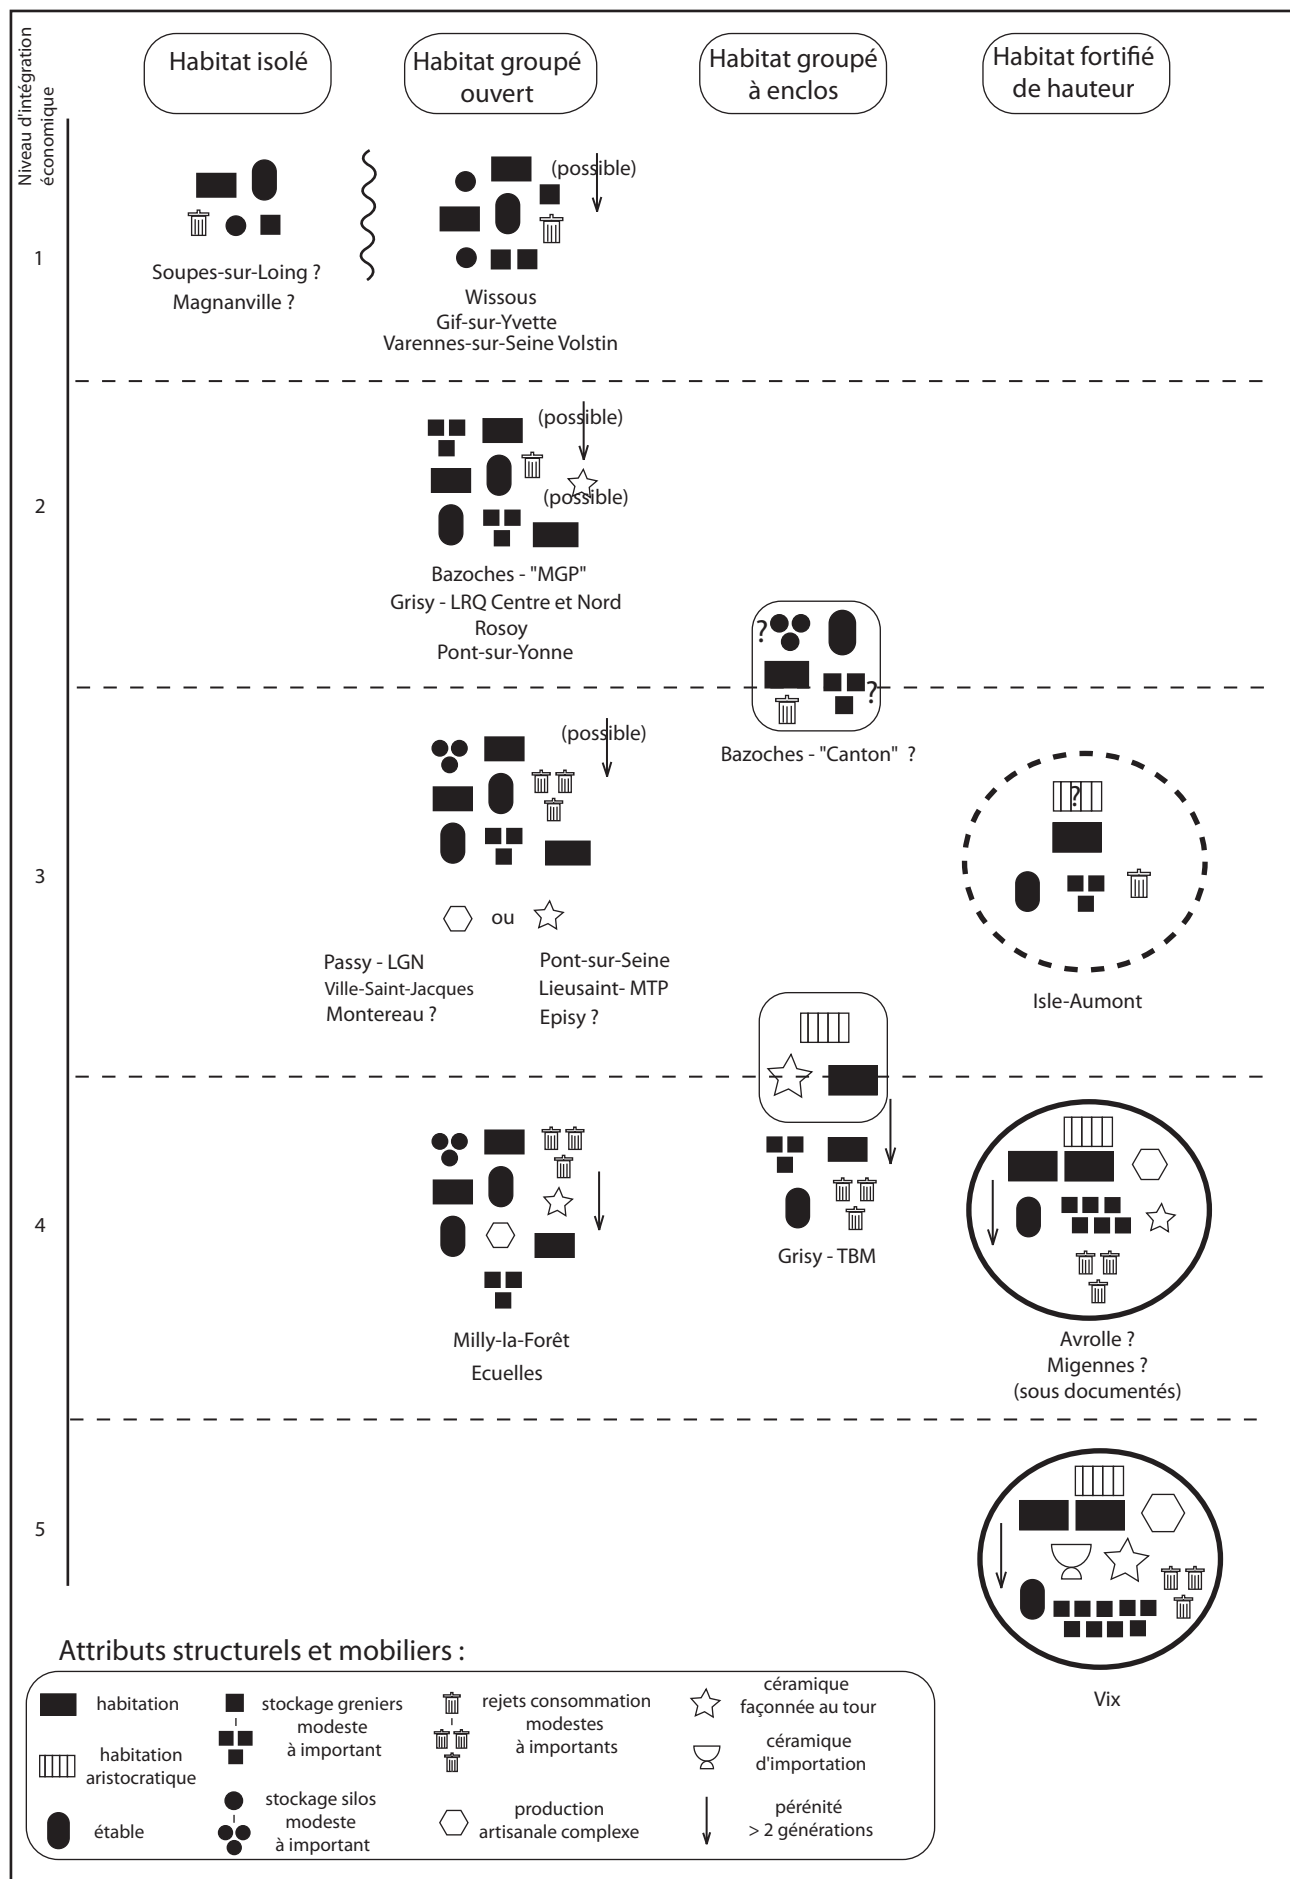 Niveau d'intégration
économique
Habitat isolé
Habitat groupé
ouvert
Habitat groupé
à enclos
Habitat fortifié
de hauteur
1
(possible)
Soupes-sur-Loing ?
Magnanville ?
Wissous
Gif-sur-Yvette
Varennes-sur-Seine Volstin
2
(possible)
(possible)
Bazoches - "MGP"
Grisy - LRQ Centre et Nord
Rosoy
Pont-sur-Yonne
?
?
Bazoches - "Canton" ?
3
(possible)
ou
Passy - LGN
Ville-Saint-Jacques
Montereau ?
Pont-sur-Seine
Lieusaint- MTP
Episy ?
?
Isle-Aumont
4
Milly-la-Forêt
Ecuelles
Grisy - TBM
Avrolle ?
Migennes ?
(sous documentés)
5
Vix
Attributs structurels et mobiliers :
habitation
habitation
aristocratique
étable
stockage greniers
modeste
à important
stockage silos
modeste
à important
rejets consommation
modestes
à importants
production
artisanale complexe
céramique
façonnée au tour
céramique
d'importation
pérénité
> 2 générations